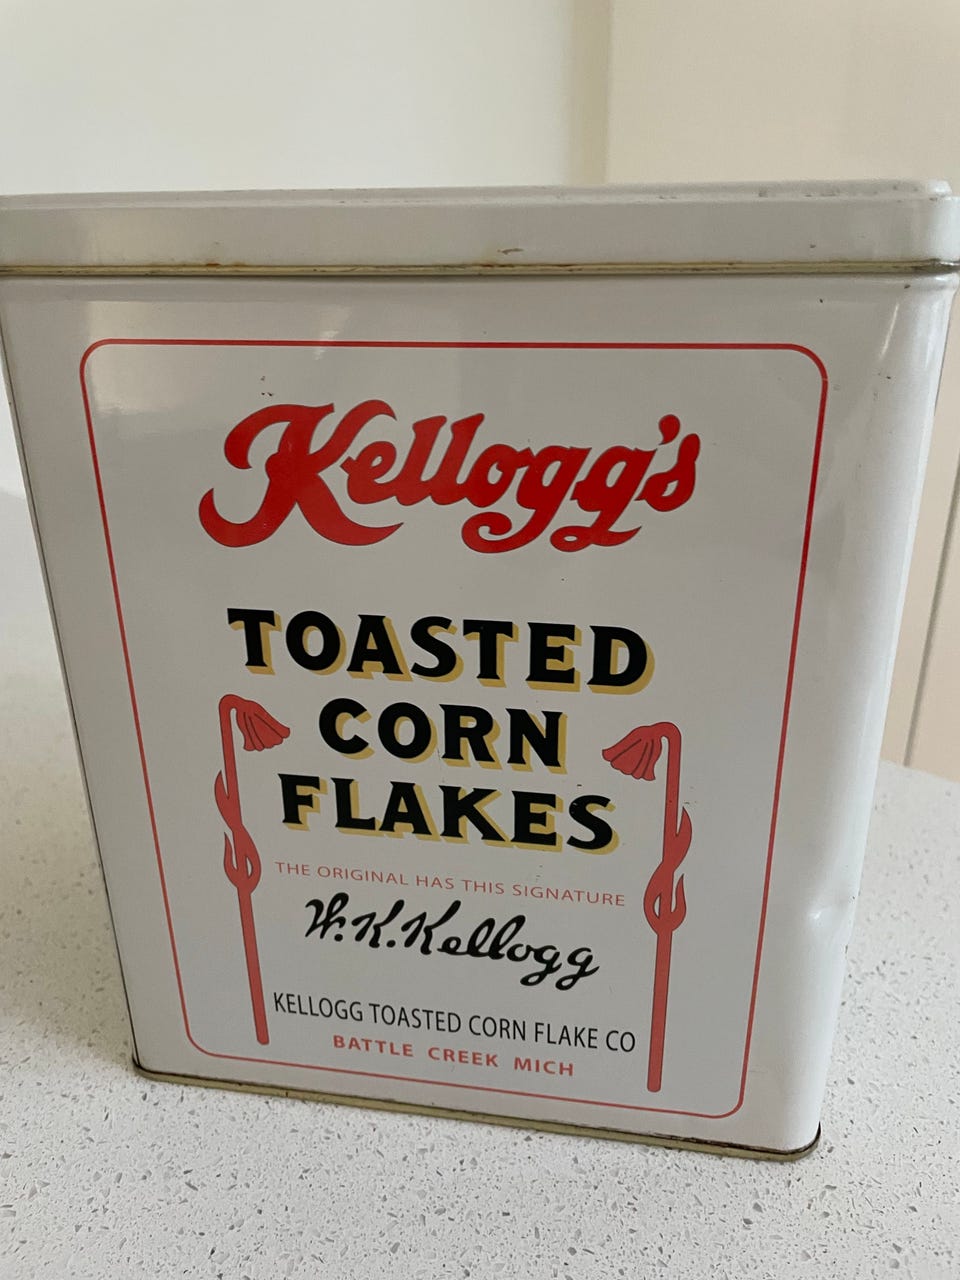 Kellogg's
TOASTED
CORN
FLAKES
THE ORIGINAL HAS THIS SIGNATURE
W.K.Kellogg
KELLOGG TOASTED CORN FLAKE CO
BATTLE CREEK MICH